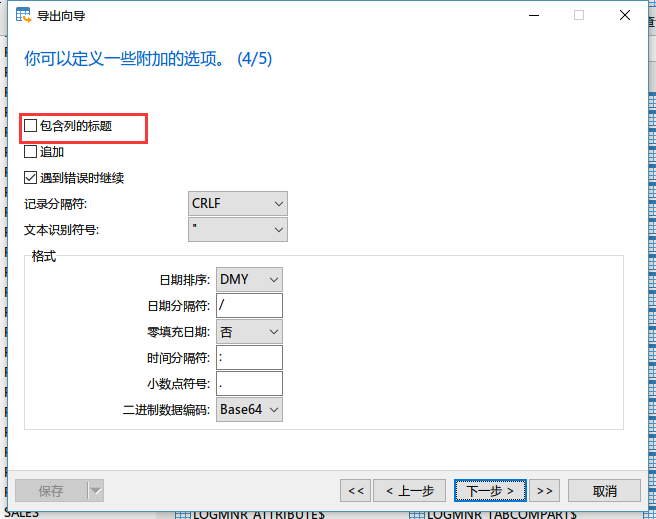 导出向导
你可以定义一些附加的选项。 (4/5)
包含列的标题
追加
遇到错误时继续
记录分隔符: CRLF
文本识别符号: "
格式
日期排序: DMY
日期分隔符: /
零填充日期: 否
时间分隔符: :
小数点符号: .
二进制数据编码: Base64
保存 << < 上一步 下一步 > >> 取消
SALES LOGMNR_ATTRIBUTE$ LOGMNR_TABCOMPART$